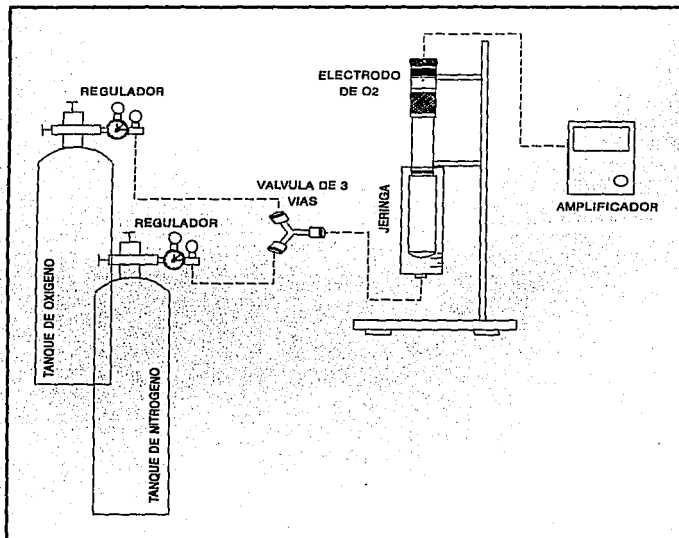 REGULADOR
ELECTRODO
DE O2
VALVULA DE 3
VIAS
REGULADOR
JERINGA
AMPLIFICADOR
TANQUE DE OXIGENO
TANQUE DE NITROGENO